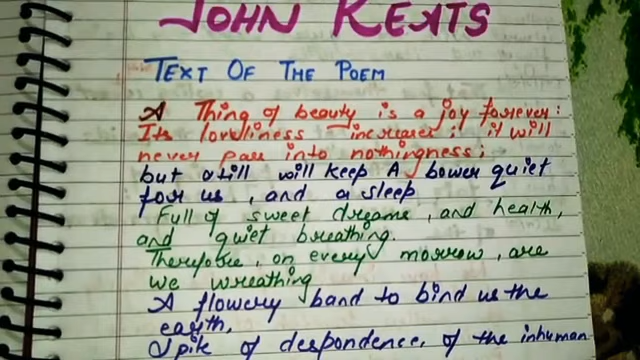 JOHN KEATS
TEXT OF THE POEM
A Thing of beauty is a joy forever:
Its loveliness increases; it will
never pass into nothingness;
but still will keep A bower quiet
for us, and a sleep
Full of sweet dreams, and health,
and quiet breathing.
Therefore, on every morrow, are
we wreathing
A flowery band to bind us the
earth,
Spite of despondence, of the inhuman